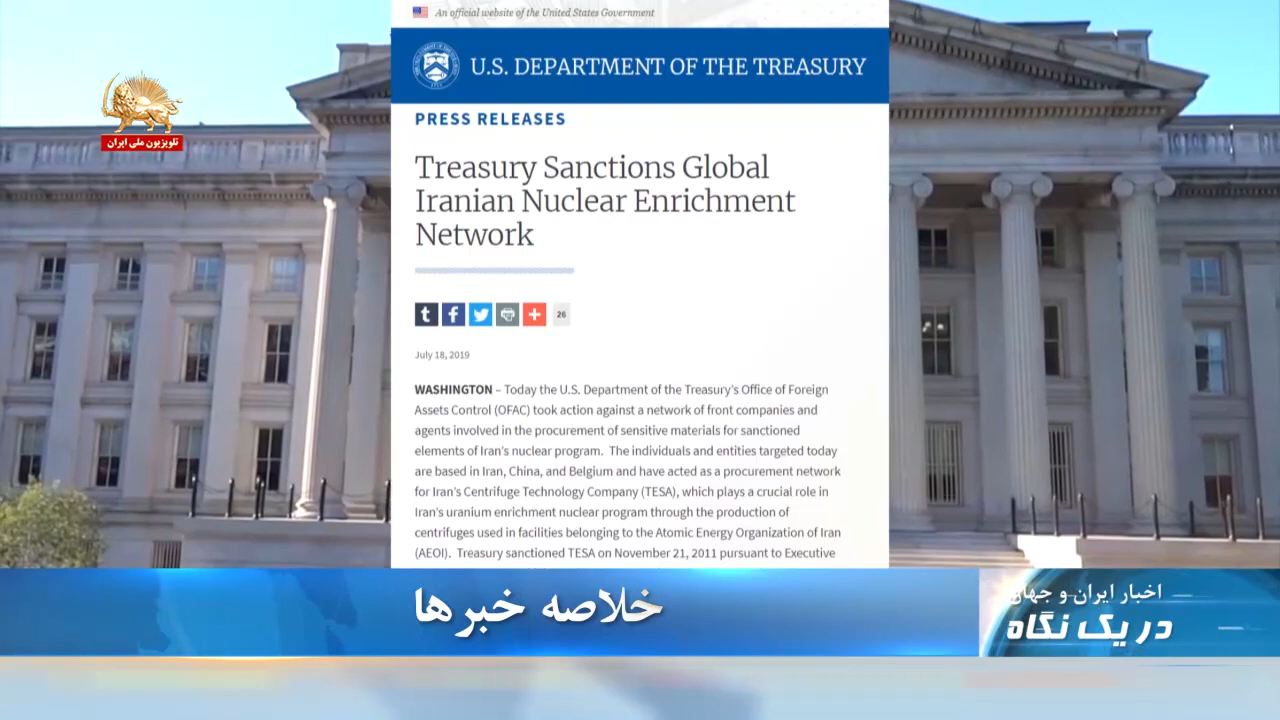 An official website of the United States Government
U.S. DEPARTMENT OF THE TREASURY
PRESS RELEASES
Treasury Sanctions Global
Iranian Nuclear Enrichment
Network
26
July 18, 2019
WASHINGTON – Today the U.S. Department of the Treasury's Office of Foreign
Assets Control (OFAC) took action against a network of front companies and
agents involved in the procurement of sensitive materials for sanctioned
elements of Iran's nuclear program. The individuals and entities targeted today
are based in Iran, China, and Belgium and have acted as a procurement network
for Iran's Centrifuge Technology Company (TESA), which plays a crucial role in
Iran's uranium enrichment nuclear program through the production of
centrifuges used in facilities belonging to the Atomic Energy Organization of Iran
(AEOI). Treasury sanctioned TESA on November 21, 2011 pursuant to Executive
تلویزیون ملی ایران
خلاصه خبرها
اخبار ایران و جهان
در یک نگاه